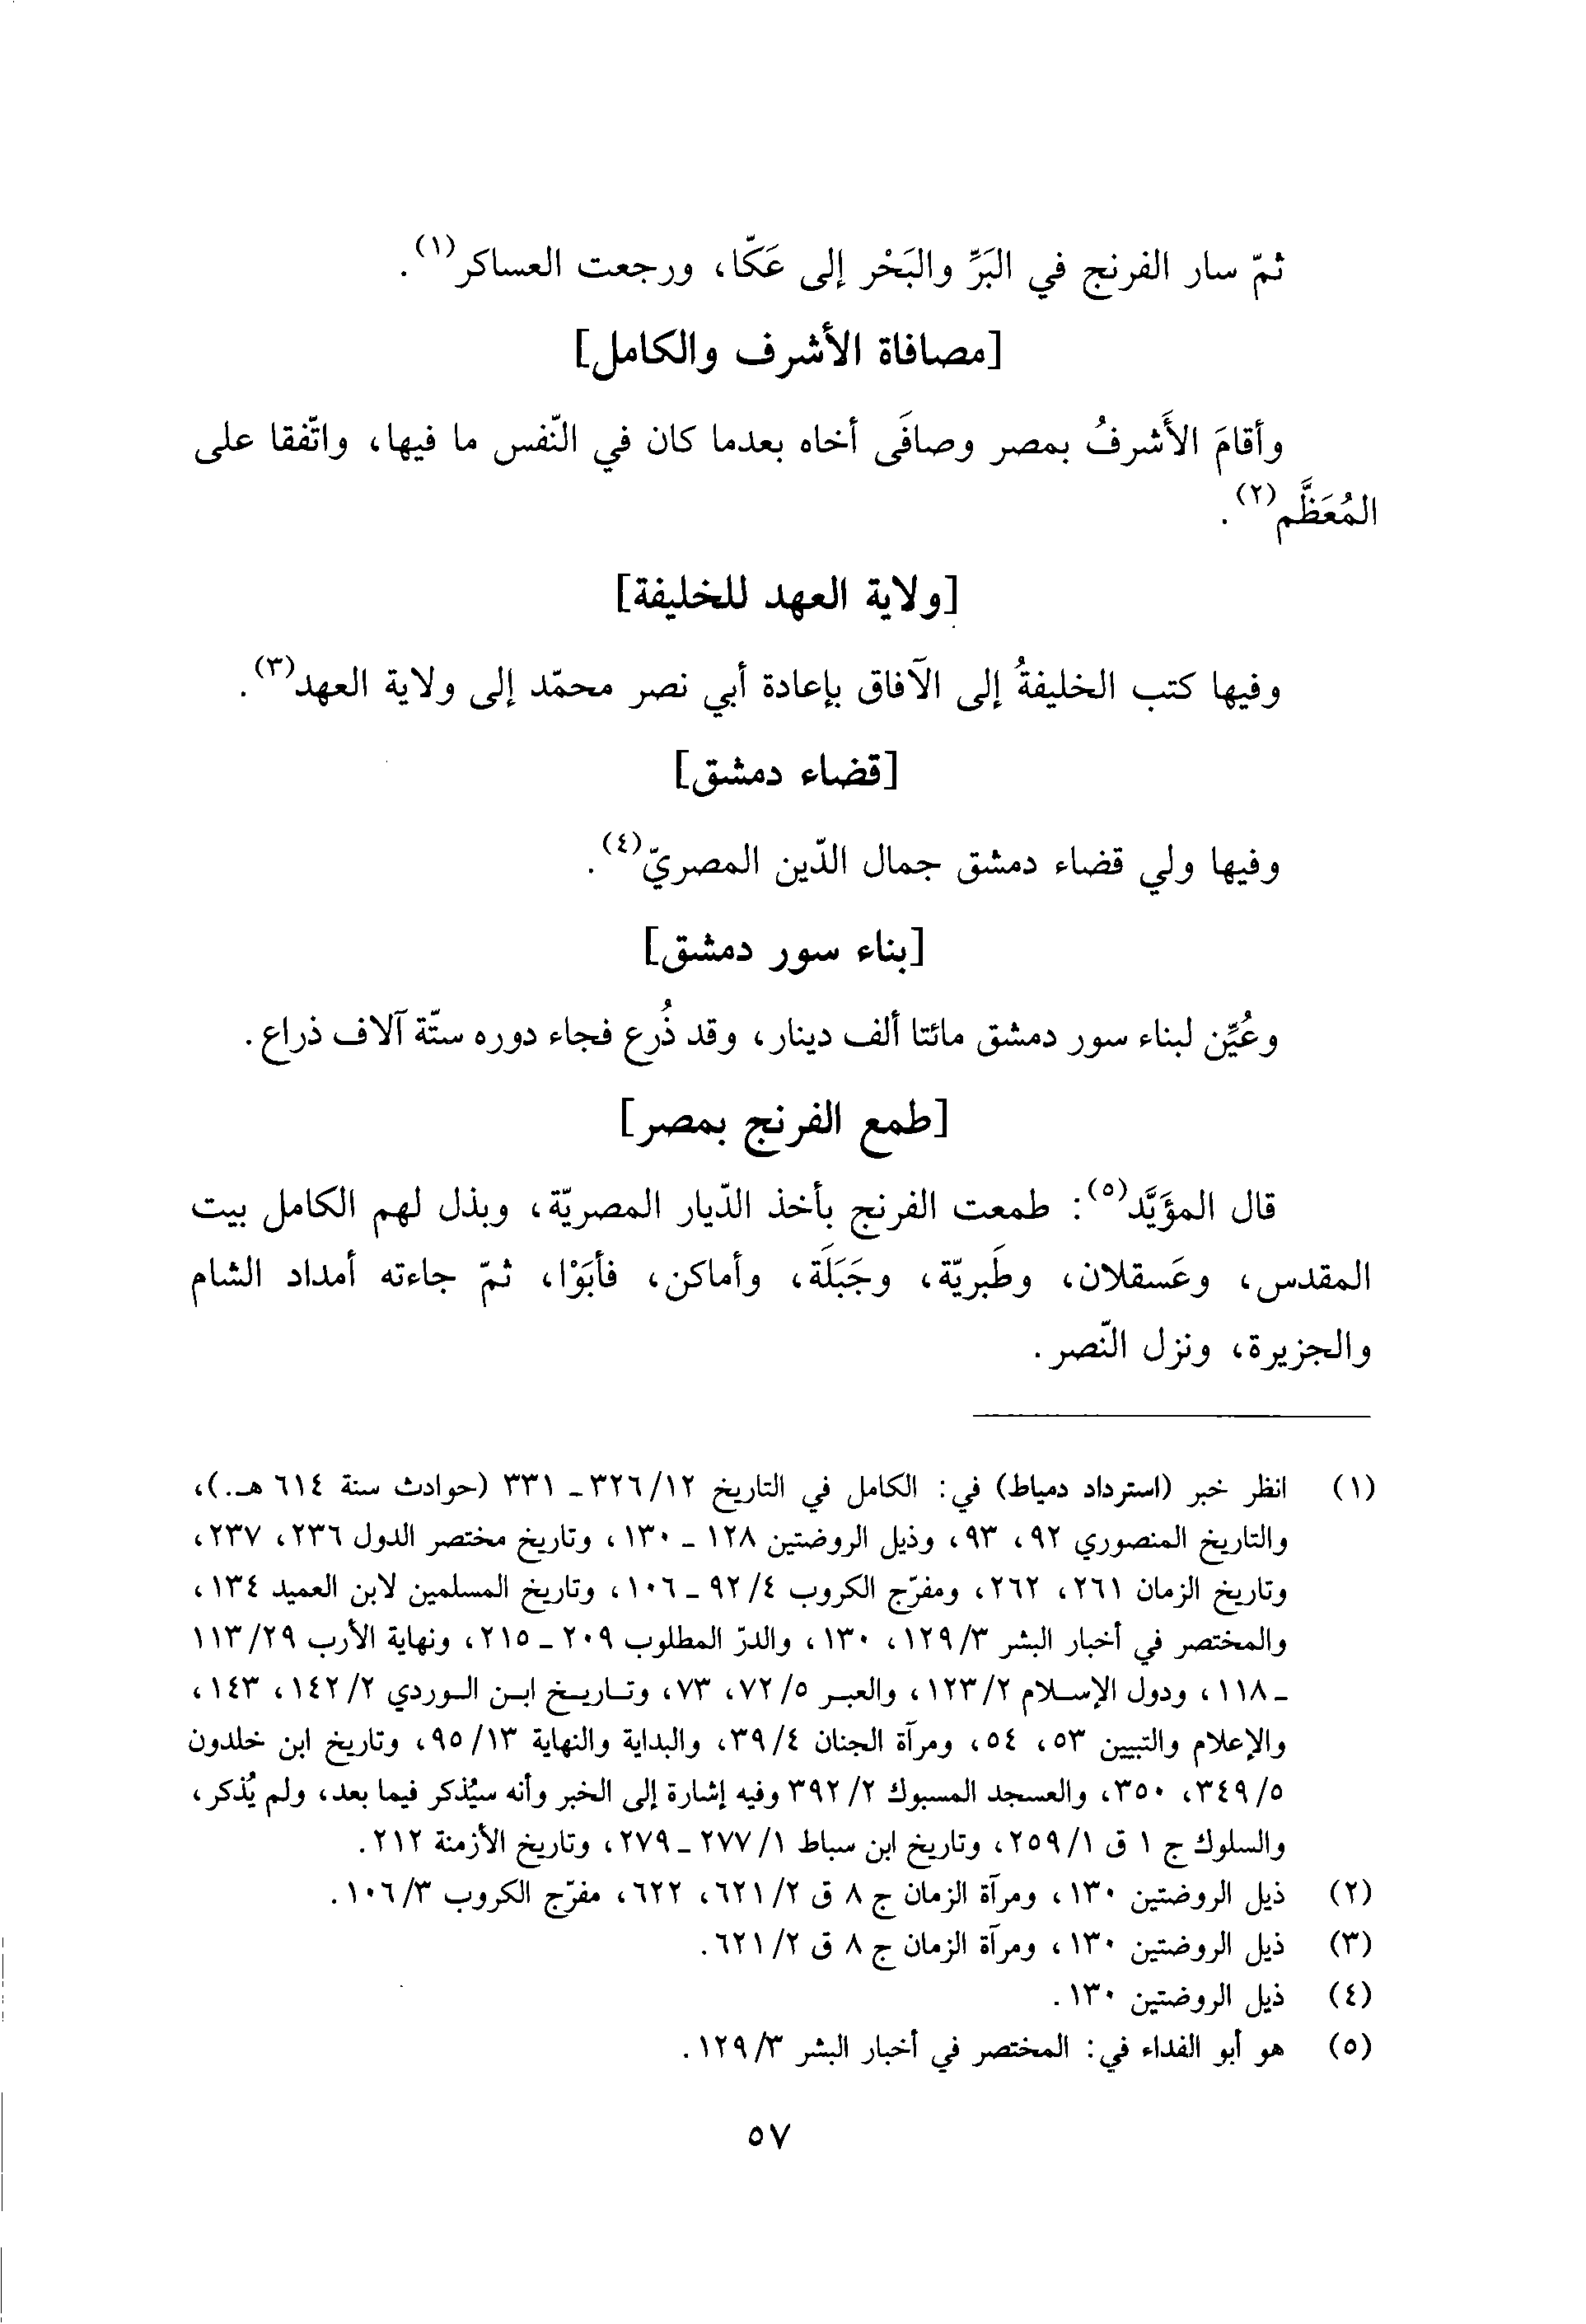 ثمّ سار الفرنج في البَرِّ والبَحْر إلى عَكّا، ورجعت العساكر(١).
[مصافاة الأشرف والكامل]
وأقامَ الأَشرفُ بمصر وصافَى أخاه بعدما كان في النّفس ما فيها، واتّفقا على
المُعَظَّم(٢).
[ولاية العهد للخليفة]
وفيها كتب الخليفةُ إلى الآفاق بإعادة أبي نصر محمّد إلى ولاية العهد(٣).
[قضاء دمشق]
وفيها ولي قضاء دمشق جمال الدّين المصريّ(٤).
[بناء سور دمشق]
وعُيِّن لبناء سور دمشق مائتا ألف دينار، وقد ذُرع فجاء دوره ستّة آلاف ذراع.
[طمع الفرنج بمصر]
قال المؤيَّد(٥): طمعت الفرنج بأخذ الدّيار المصريّة، وبذل لهم الكامل بيت
المقدس، وعَسقلان، وطَبريّة، وجَبَلَة، وأماكن، فأبَوْا، ثمّ جاءته أمداد الشام
والجزيرة، ونزل النّصر.
(١) انظر خبر (استرداد دمياط) في: الكامل في التاريخ ١٢/ ٣٢٦ ـ ٣٣١ (حوادث سنة ٦١٤ هـ.)،
والتاريخ المنصوري ٩٢، ٩٣، وذيل الروضتين ١٢٨ ـ ١٣٠، وتاريخ مختصر الدول ٢٣٦، ٢٣٧،
وتاريخ الزمان ٢٦١، ٢٦٢، ومفرّج الكروب ٤/ ٩٢ ـ ١٠٦، وتاريخ المسلمين لابن العميد ١٣٤،
والمختصر في أخبار البشر ٣/ ١٢٩، ١٣٠، والدرّ المطلوب ٢٠٩ ـ ٢١٥، ونهاية الأرب ٢٩/ ١١٣
ـ ١١٨، ودول الإسلام ٢/ ١٢٣، والعبر ٥/ ٧٢، ٧٣، وتاريخ ابن الوردي ٢/ ١٤٢، ١٤٣،
والإعلام والتبيين ٥٣، ٥٤، ومرآة الجنان ٤/ ٣٩، والبداية والنهاية ١٣/ ٩٥، وتاريخ ابن خلدون
٥/ ٣٤٩، ٣٥٠، والعسجد المسبوك ٢/ ٣٩٢ وفيه إشارة إلى الخبر وأنه سيُذكر فيما بعد، ولم يُذكر،
والسلوك ج ١ ق ١/ ٢٥٩، وتاريخ ابن سباط ١/ ٢٧٧ ـ ٢٧٩، وتاريخ الأزمنة ٢١٢.
(٢) ذيل الروضتين ١٣٠، ومرآة الزمان ج ٨ ق ٢/ ٦٢١، ٦٢٢، مفرّج الكروب ٣/ ١٠٦.
(٣) ذيل الروضتين ١٣٠، ومرآة الزمان ج ٨ ق ٢/ ٦٢١.
(٤) ذيل الروضتين ١٣٠.
(٥) هو أبو الفداء في: المختصر في أخبار البشر ٣/ ١٢٩.
٥٧